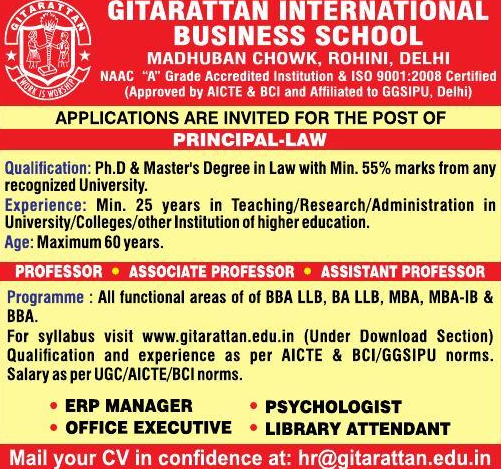 GITARATTAN
WORK IS WORSHIP
GITARATTAN INTERNATIONAL
BUSINESS SCHOOL
MADHUBAN CHOWK, ROHINI, DELHI
NAAC "A" Grade Accredited Institution & ISO 9001:2008 Certified
(Approved by AICTE & BCI and Affiliated to GGSIPU, Delhi)
APPLICATIONS ARE INVITED FOR THE POST OF
PRINCIPAL-LAW
Qualification: Ph.D & Master's Degree in Law with Min. 55% marks from any
recognized University.
Experience: Min. 25 years in Teaching/Research/Administration in
University/Colleges/other Institution of higher education.
Age: Maximum 60 years.
PROFESSOR • ASSOCIATE PROFESSOR • ASSISTANT PROFESSOR
Programme : All functional areas of of BBA LLB, BA LLB, MBA, MBA-IB &
BBA.
For syllabus visit www.gitarattan.edu.in (Under Download Section)
Qualification and experience as per AICTE & BCI/GGSIPU norms.
Salary as per UGC/AICTE/BCI norms.
• ERP MANAGER • PSYCHOLOGIST
• OFFICE EXECUTIVE • LIBRARY ATTENDANT
Mail your CV in confidence at: hr@gitarattan.edu.in